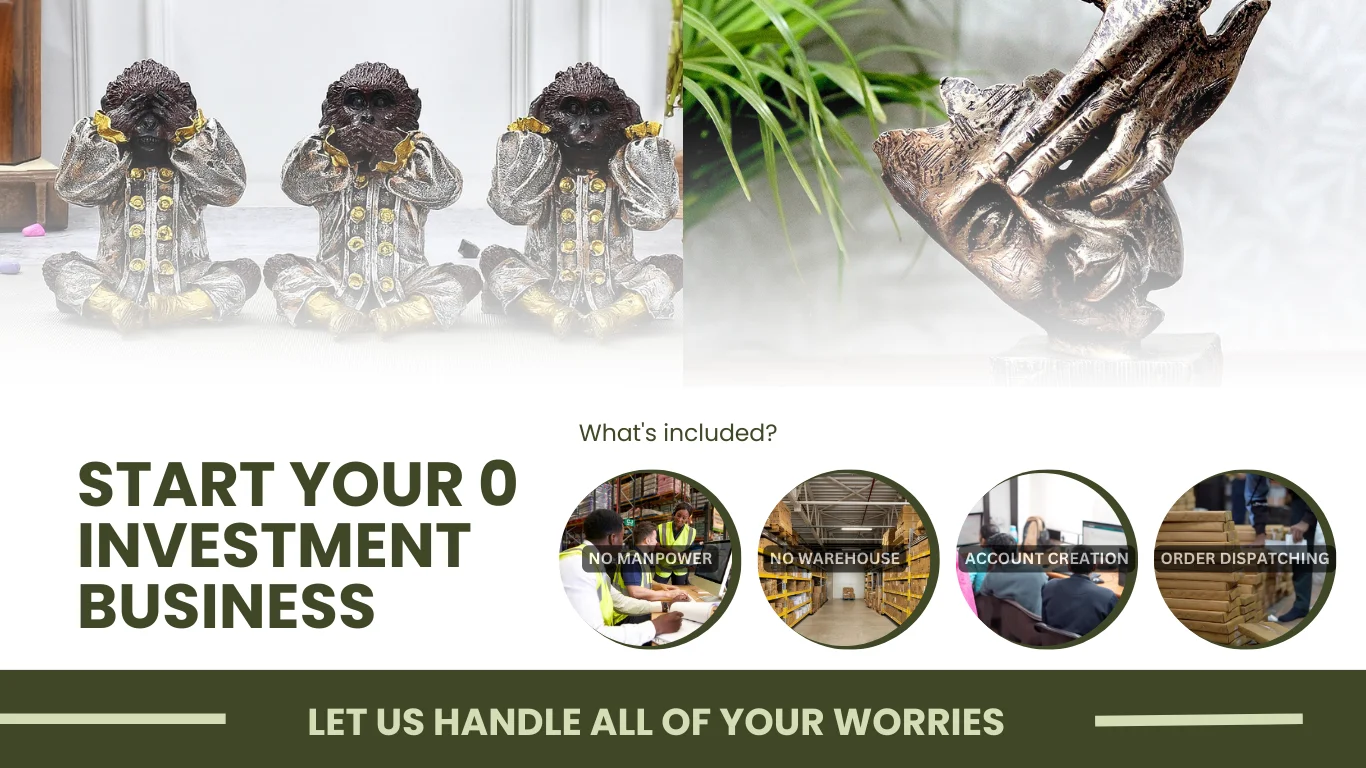 What's included?
START YOUR 0
INVESTMENT
BUSINESS
NO MANPOWER
NO WAREHOUSE
ACCOUNT CREATION
ORDER DISPATCHING
LET US HANDLE ALL OF YOUR WORRIES